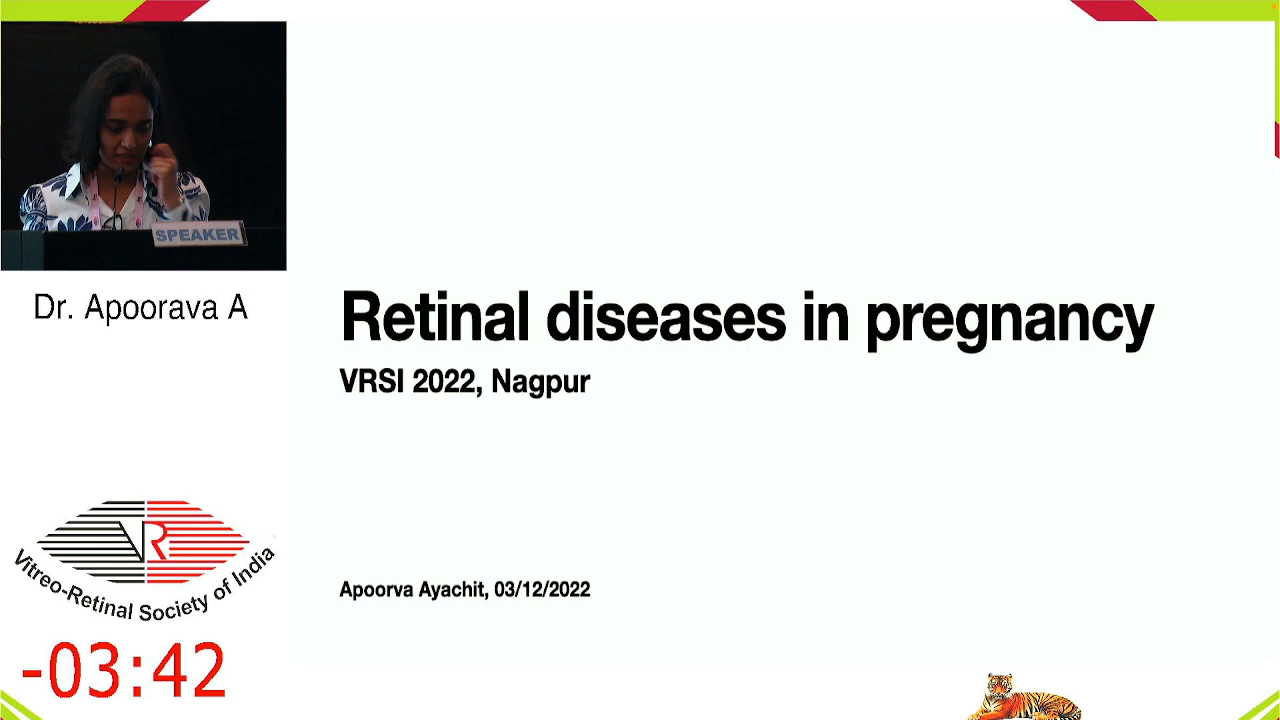 SPEAKER
Dr. Apoorava A
Retinal diseases in pregnancy
VRSI 2022, Nagpur
Apoorva Ayachit, 03/12/2022
VR
Vitreo-Retinal Society of India
-03:42